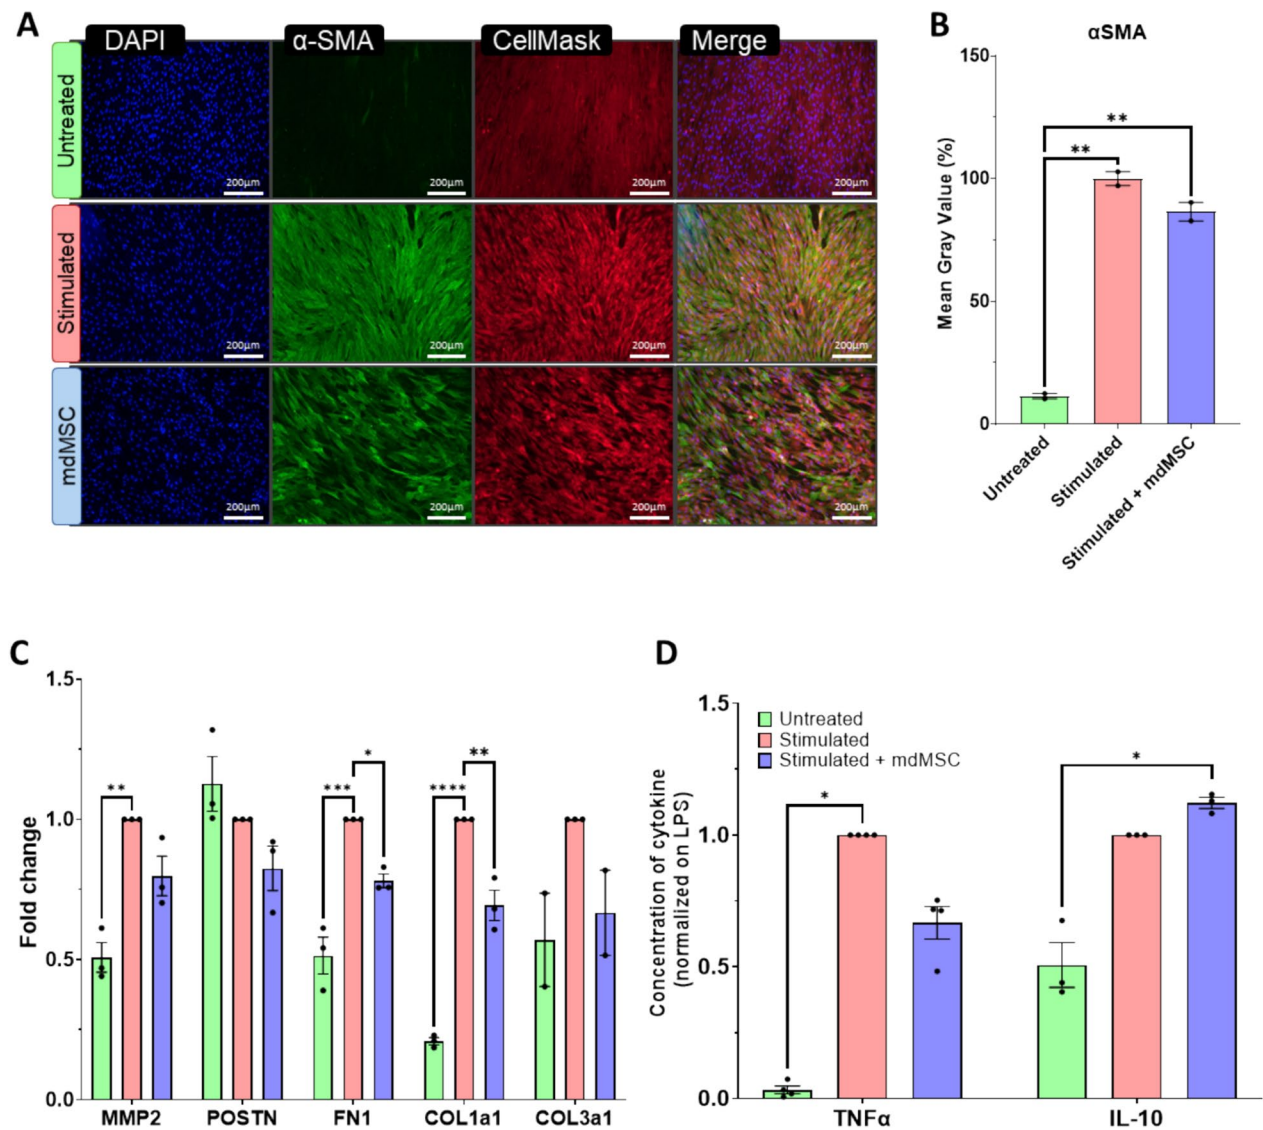 A
DAPI
α-SMA
CellMask
Merge
Untreated
200µm
200µm
200µm
200µm
Stimulated
200µm
200µm
200µm
200µm
mdMSC
200µm
200µm
200µm
200µm
B
αSMA
Mean Gray Value (%)
150
100
50
0
**
**
Untreated
Stimulated
Stimulated + mdMSC
C
Fold change
1.5
1.0
0.5
0.0
**
***
*
****
**
MMP2
POSTN
FN1
COL1a1
COL3a1
D
Concentration of cytokine
(normalized on LPS)
1.5
1.0
0.5
0.0
Untreated
Stimulated
Stimulated + mdMSC
*
*
TNFα
IL-10